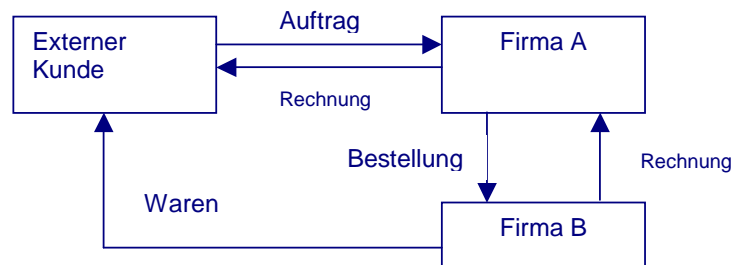 Auftrag
Externer
Kunde
Firma A
Rechnung
Bestellung
Rechnung
Waren
Firma B